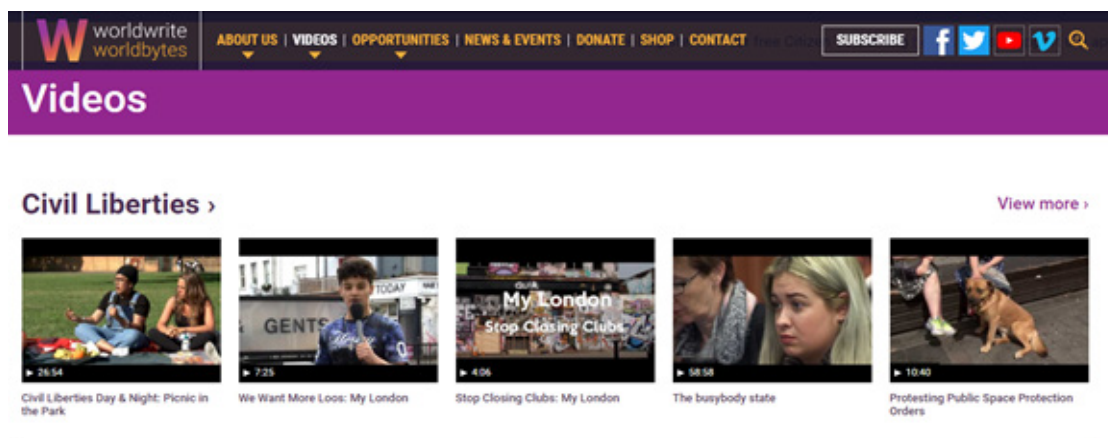 worldwrite
worldbytes
ABOUT US | VIDEOS | OPPORTUNITIES | NEWS & EVENTS | DONATE | SHOP | CONTACT
SUBSCRIBE
Videos
Civil Liberties ›
View more ›
TODAY
GENTS
My London
Stop Closing Clubs
26:54
7:25
4:06
58:58
10:40
Civil Liberties Day & Night: Picnic in
the Park
We Want More Loos: My London
Stop Closing Clubs: My London
The busybody state
Protesting Public Space Protection
Orders